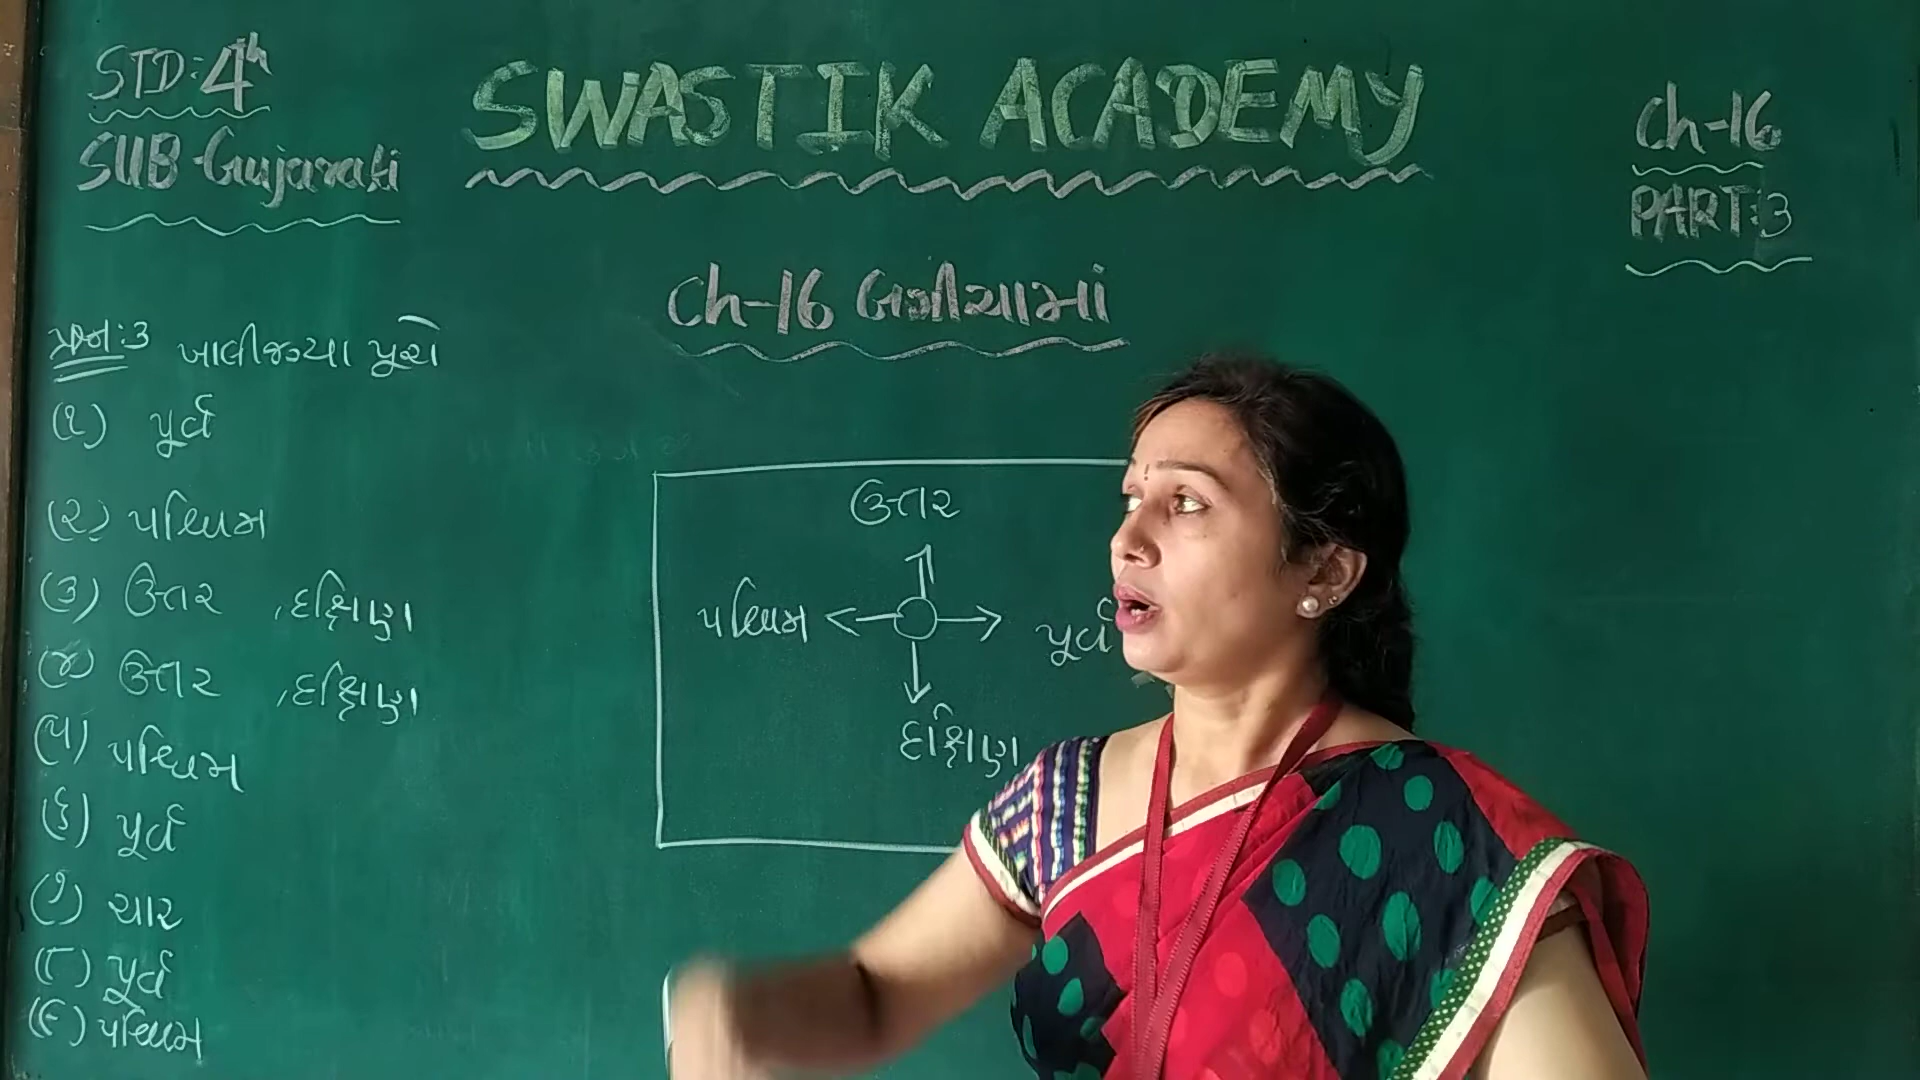 STD:4th
SUB-Gujarati
SWASTIK ACADEMY
Ch-16
PART:3
Ch-16 બગીચામાં
પ્રશ્ન:3 ખાલીજગ્યા પૂરો
(૧) પૂર્વ
(૨) પશ્ચિમ
(૩) ઉત્તર , દક્ષિણ
(૪) ઉત્તર , દક્ષિણ
(૫) પશ્ચિમ
(૬) પૂર્વ
(૭) ચાર
(૮) પૂર્વ
(૯) પશ્ચિમ
ઉત્તર
પશ્ચિમ
પૂર્વ
દક્ષિણ